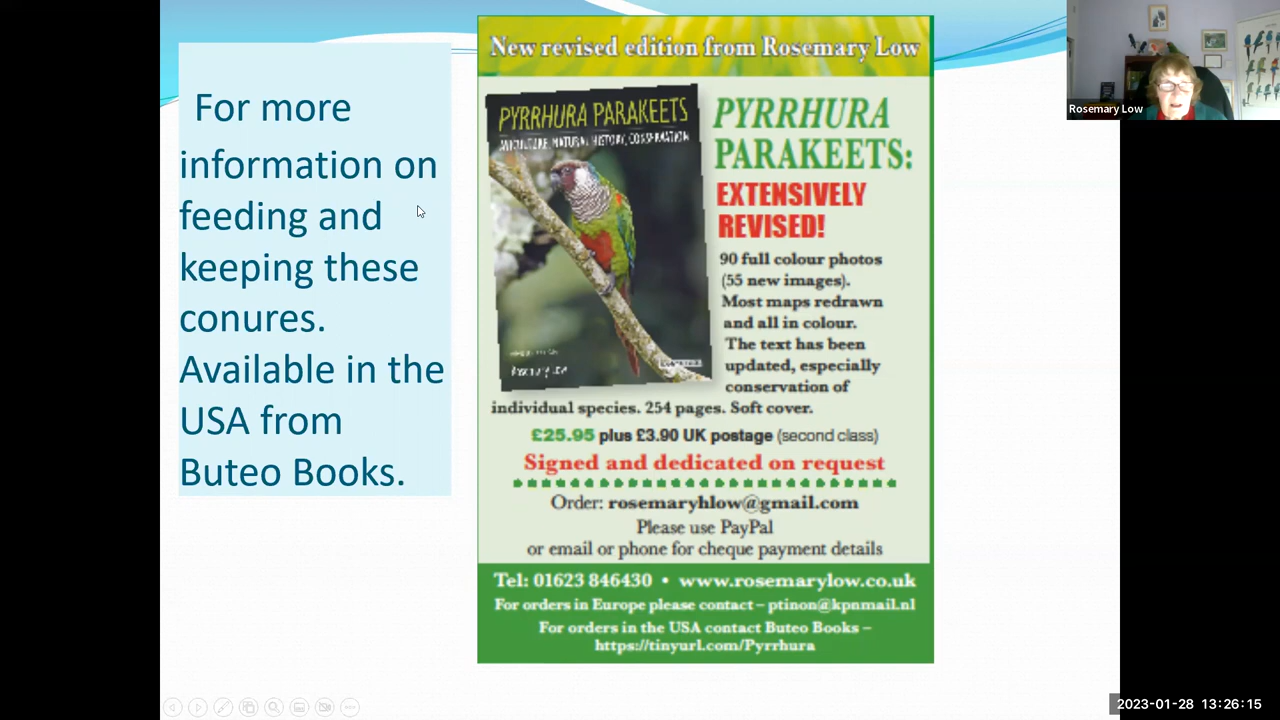 For more
information on
feeding and
keeping these
conures.
Available in the
USA from
Buteo Books.
New revised edition from Rosemary Low
PYRRHURA PARAKEETS
AVICULTURE, NATURAL HISTORY, CONSERVATION
Rosemary Low
PYRRHURA
PARAKEETS:
EXTENSIVELY
REVISED!
90 full colour photos
(55 new images).
Most maps redrawn
and all in colour.
The text has been
updated, especially
conservation of
individual species. 254 pages. Soft cover.
£25.95 plus £3.90 UK postage (second class)
Signed and dedicated on request
Order: rosemaryhlow@gmail.com
Please use PayPal
or email or phone for cheque payment details
Tel: 01623 846430 • www.rosemarylow.co.uk
For orders in Europe please contact – ptinon@kpnmail.nl
For orders in the USA contact Buteo Books –
https://tinyurl.com/Pyrrhura
Rosemary Low
2023-01-28 13:26:15